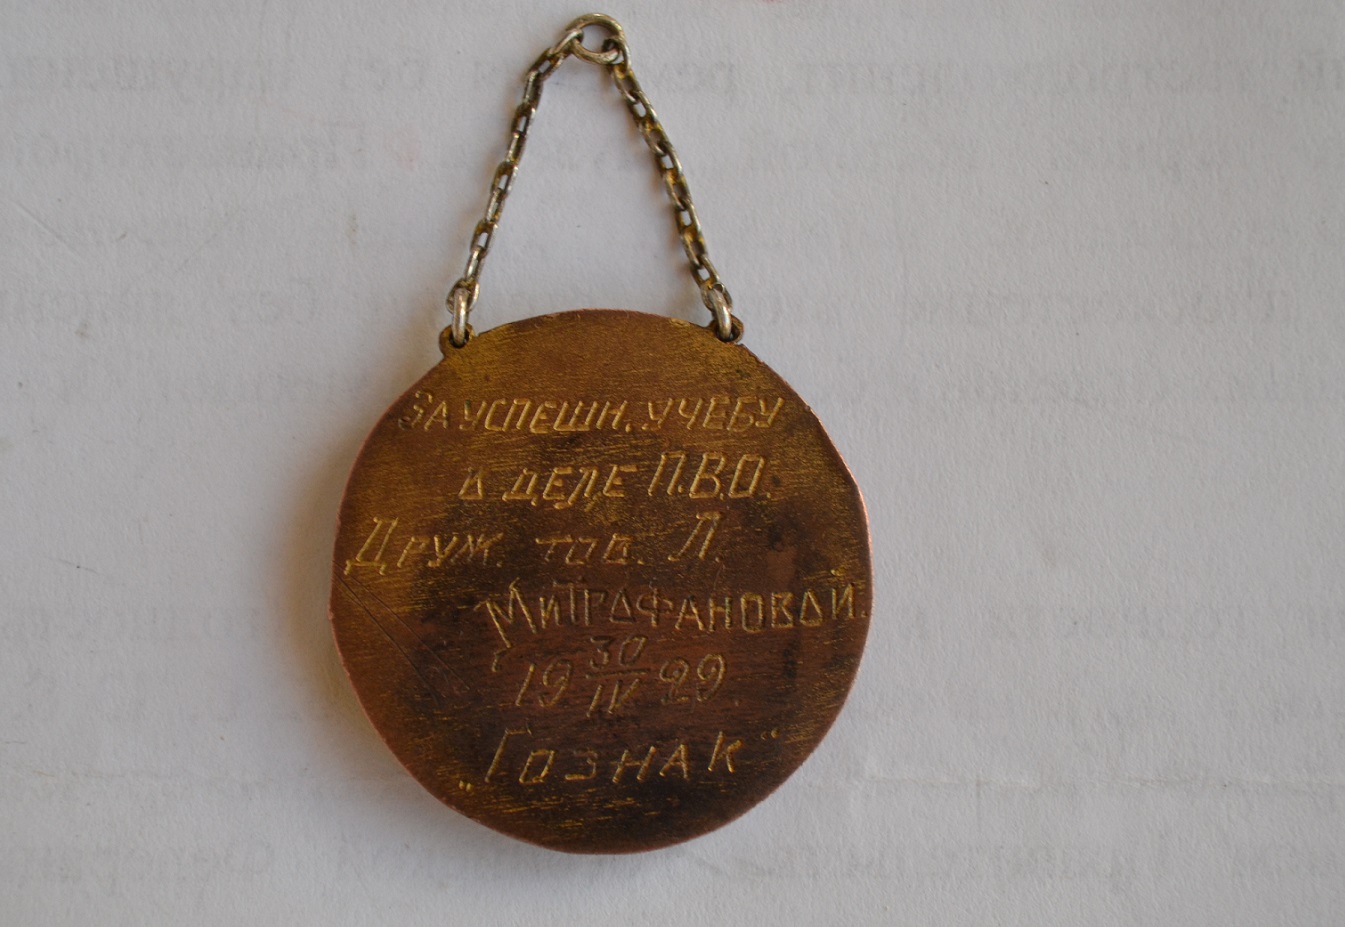 ЗА УСПЕШН. УЧЕБУ
В ДЕЛЕ П.В.О.
ДРУЖ. ТОВ. Л.
МИТРОФАНОВОЙ.
19 30/IV 29.
„ГОЗНАК“